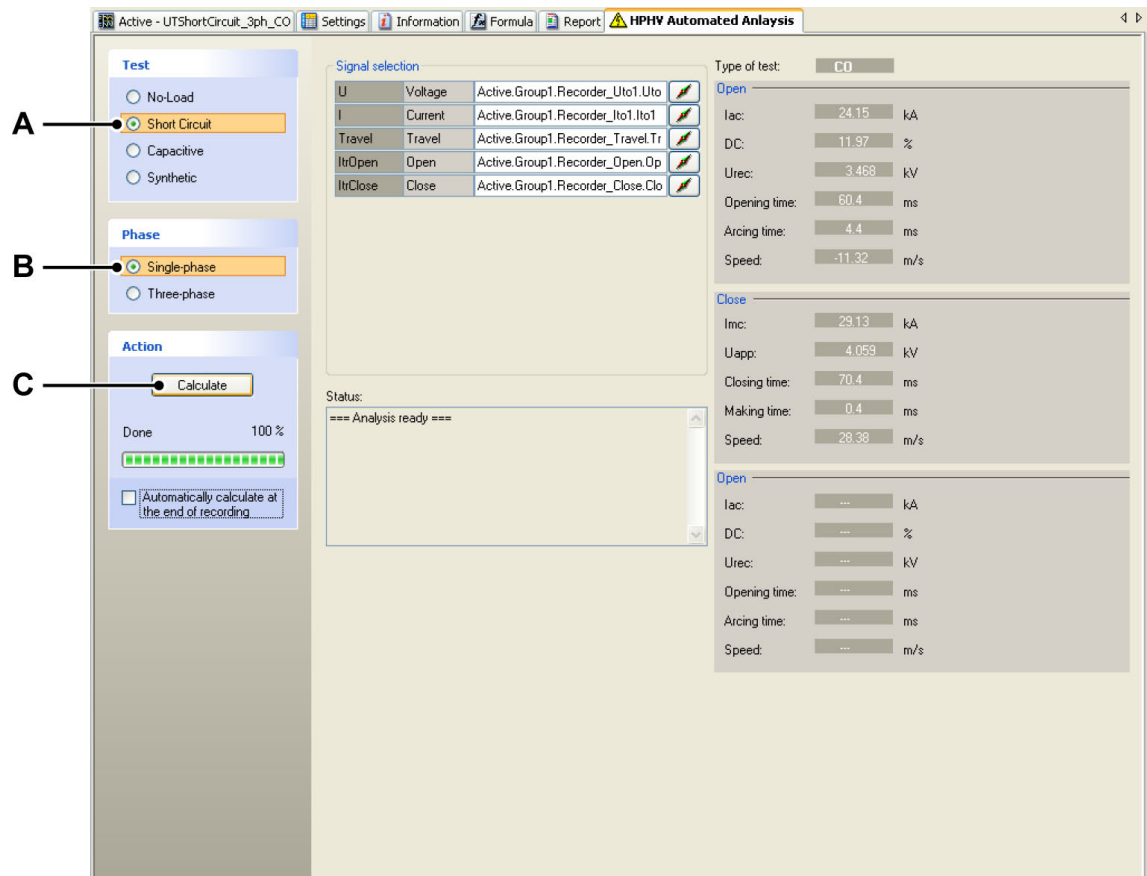 Active - UTShortCircuit_3ph_CO Settings Information Formula Report HPHV Automated Anlaysis
Test
No-Load
A
Short Circuit
Capacitive
Synthetic
Phase
B
Single-phase
Three-phase
Action
C
Calculate
Done 100 %
Automatically calculate at
the end of recording
Signal selection
U Voltage Active.Group1.Recorder_Uto1.Uto
I Current Active.Group1.Recorder_Ito1.Ito1
Travel Travel Active.Group1.Recorder_Travel.Tr
ItrOpen Open Active.Group1.Recorder_Open.Op
ItrClose Close Active.Group1.Recorder_Close.Clo
Status:
=== Analysis ready ===
Type of test: CO
Open
Iac: 24.15 kA
DC: 11.97 %
Urec: 3.468 kV
Opening time: 60.4 ms
Arcing time: 4.4 ms
Speed: -11.32 m/s
Close
Imc: 29.13 kA
Uapp: 4.059 kV
Closing time: 70.4 ms
Making time: 0.4 ms
Speed: 28.38 m/s
Open
Iac: --- kA
DC: --- %
Urec: --- kV
Opening time: --- ms
Arcing time: --- ms
Speed: --- m/s